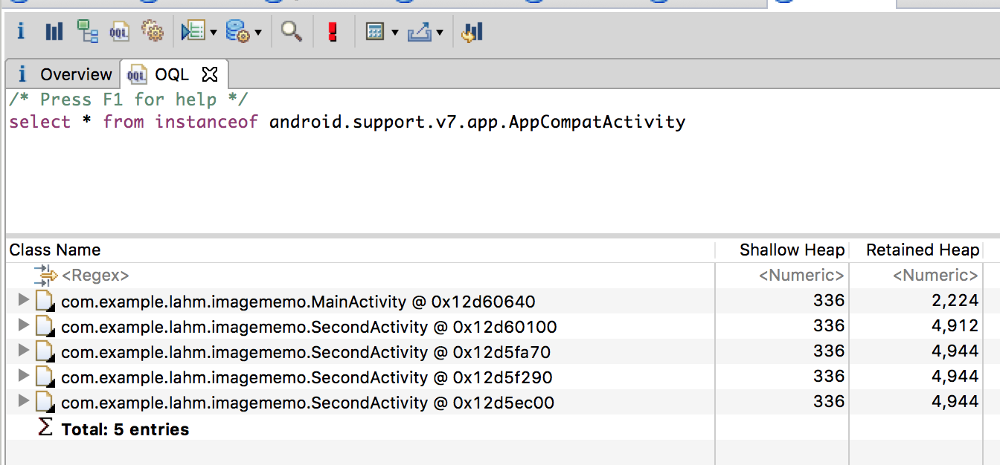 i OQL
i Overview OQL
/* Press F1 for help */
select * from instanceof android.support.v7.app.AppCompatActivity
Class Name Shallow Heap Retained Heap
<Regex> <Numeric> <Numeric>
com.example.lahm.imagememo.MainActivity @ 0x12d60640 336 2,224
com.example.lahm.imagememo.SecondActivity @ 0x12d60100 336 4,912
com.example.lahm.imagememo.SecondActivity @ 0x12d5fa70 336 4,944
com.example.lahm.imagememo.SecondActivity @ 0x12d5f290 336 4,944
com.example.lahm.imagememo.SecondActivity @ 0x12d5ec00 336 4,944
Σ Total: 5 entries